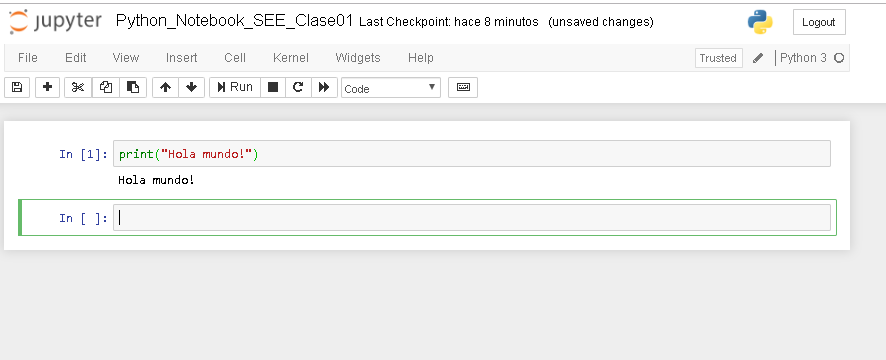 jupyter Python_Notebook_SEE_Clase01 Last Checkpoint: hace 8 minutos (unsaved changes) Logout
File Edit View Insert Cell Kernel Widgets Help Trusted Python 3
Run Code
In [1]: print("Hola mundo!")
Hola mundo!
In [ ]: